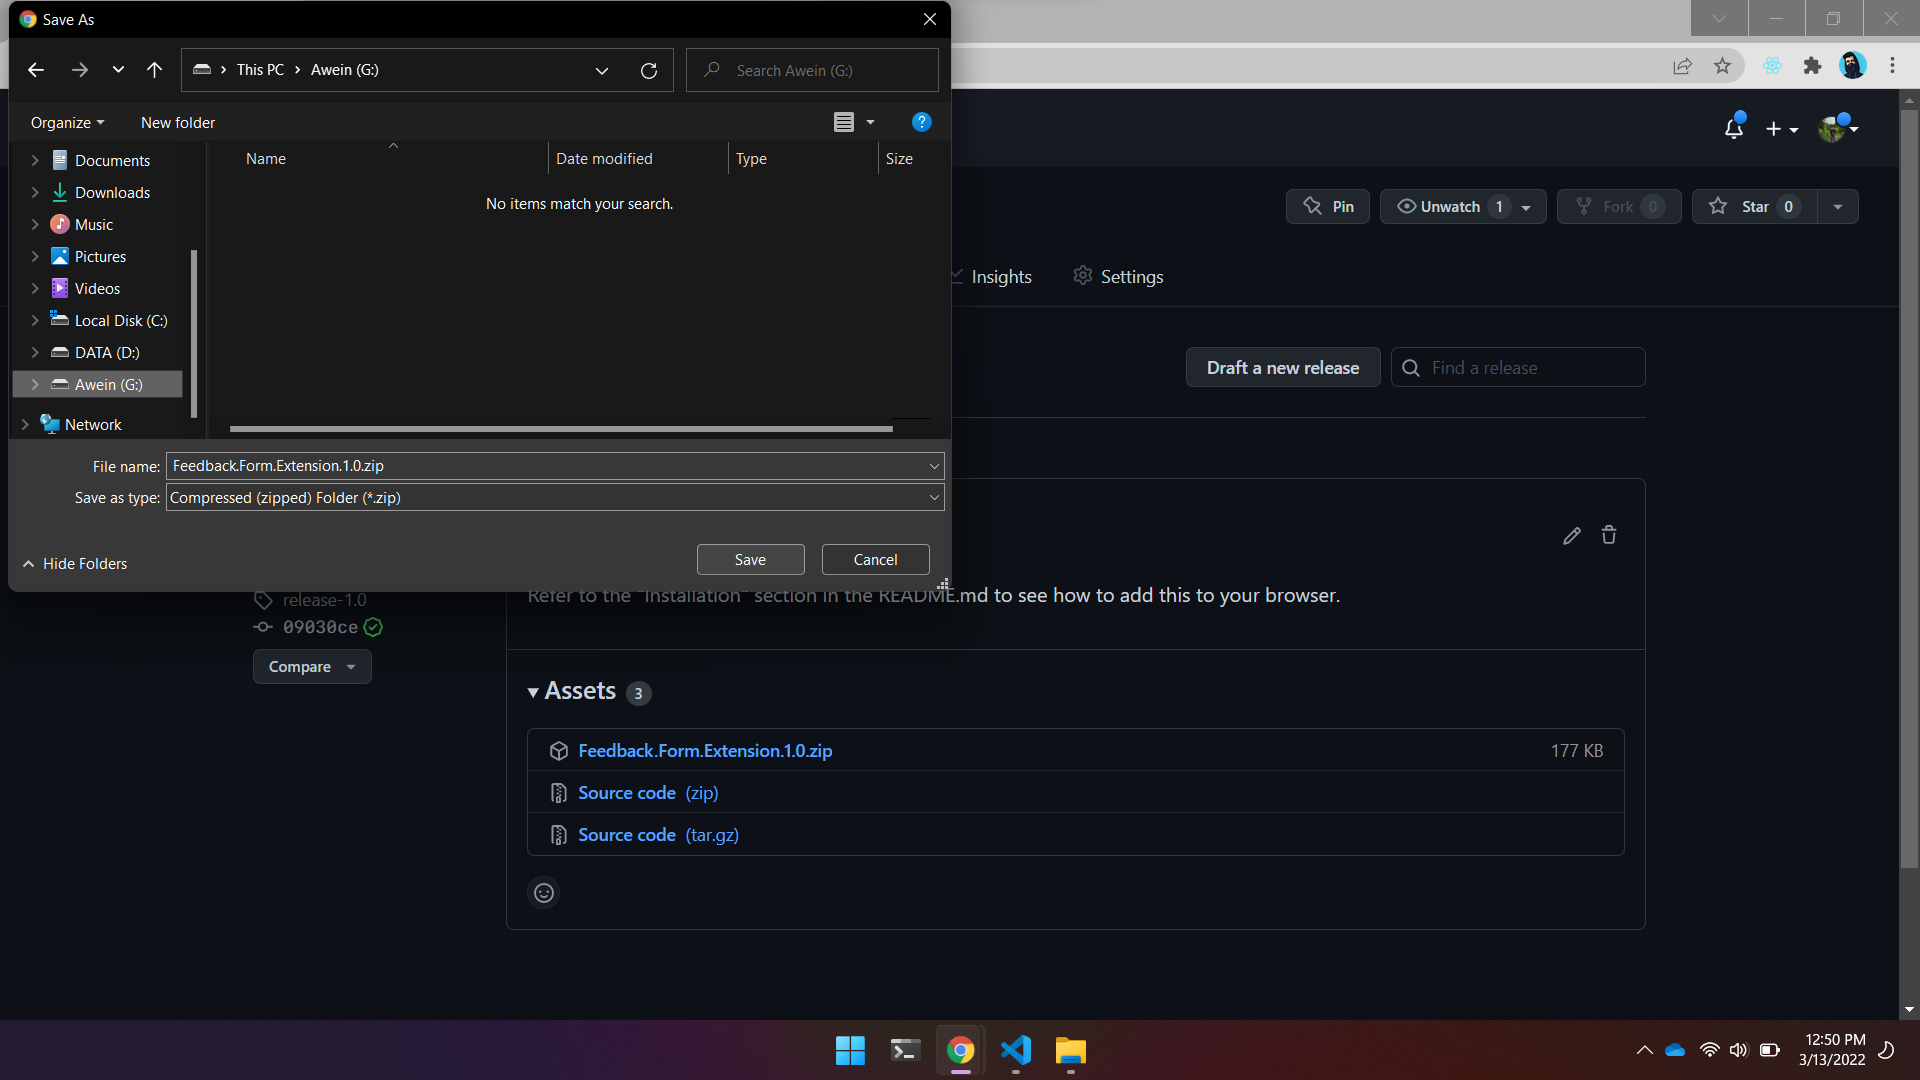 Save As
This PC > Awein (G:)
Search Awein (G:)
Organize
New folder
?
Name
Date modified
Type
Size
No items match your search.
Documents
Downloads
Music
Pictures
Videos
Local Disk (C:)
DATA (D:)
Awein (G:)
Network
File name: Feedback.Form.Extension.1.0.zip
Save as type: Compressed (zipped) Folder (*.zip)
Hide Folders
Save
Cancel
Pin
Unwatch 1
Fork 0
Star 0
Insights
Settings
Draft a new release
Find a release
release-1.0
09030ce
Compare
Refer to the "Installation" section in the README.md to see how to add this to your browser.
Assets 3
Feedback.Form.Extension.1.0.zip 177 KB
Source code (zip)
Source code (tar.gz)
12:50 PM
3/13/2022